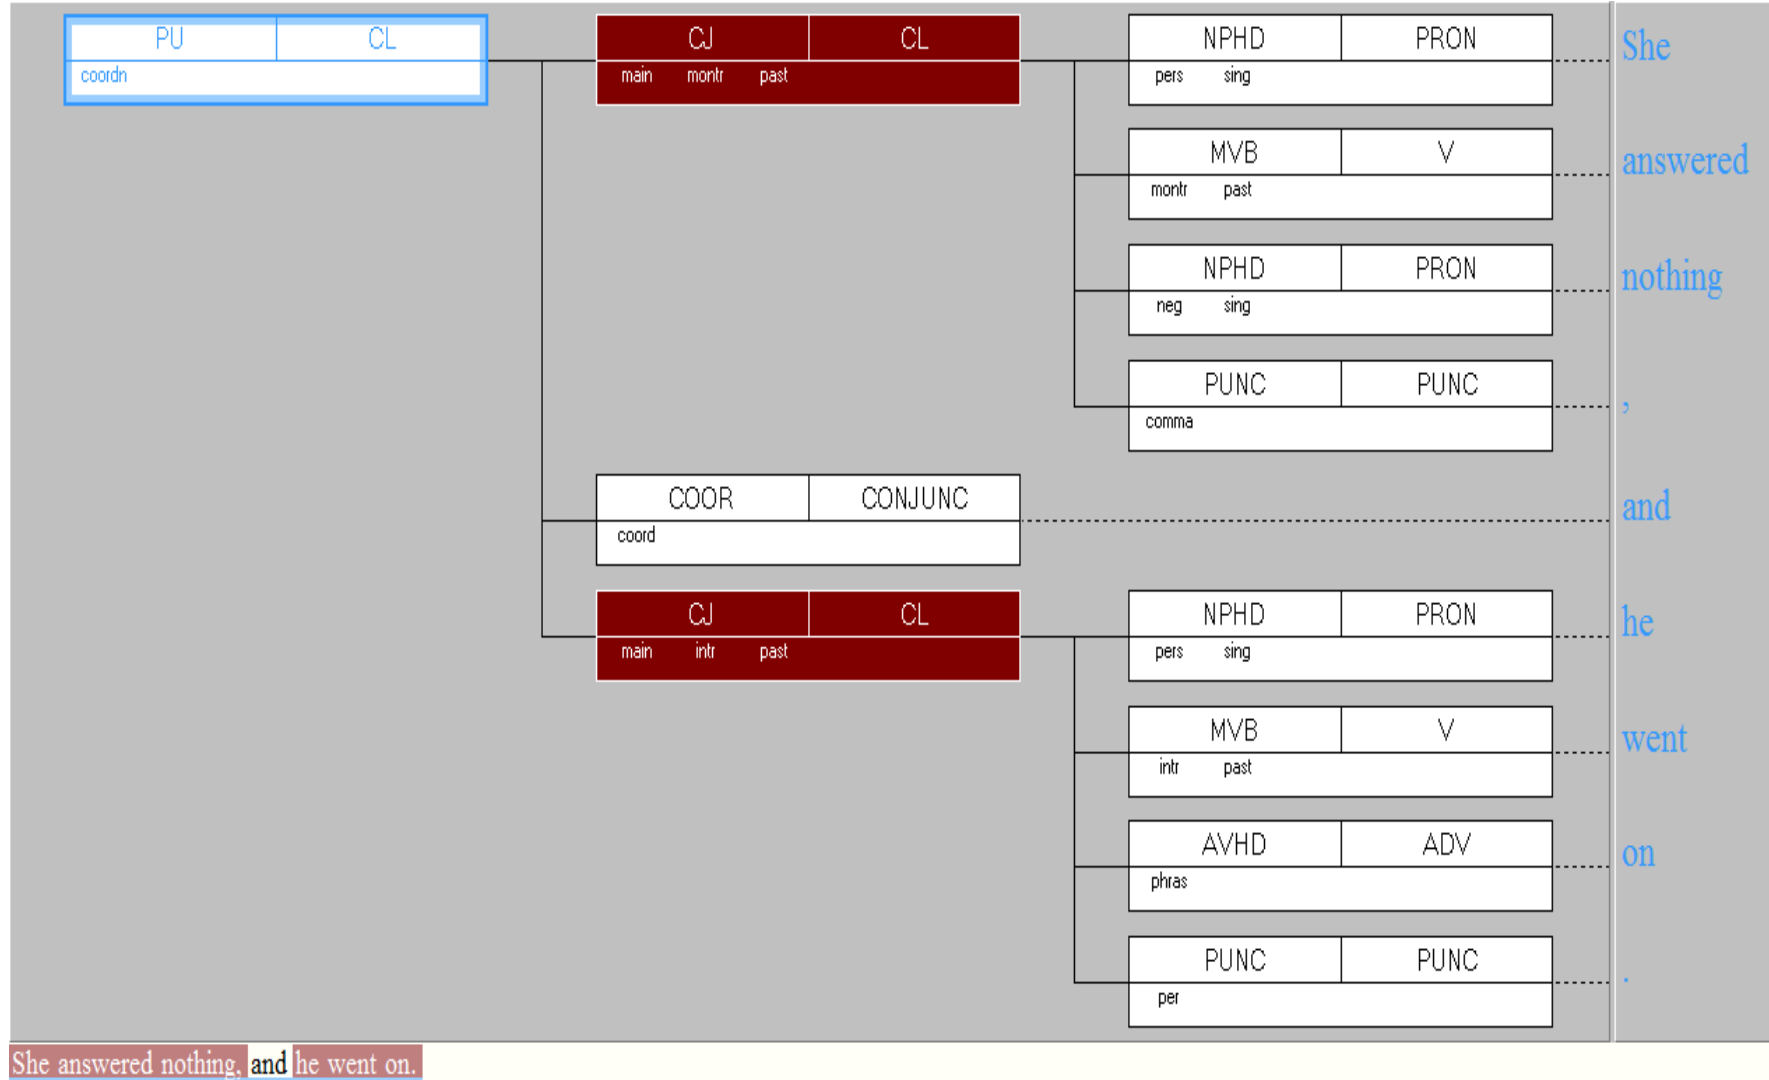 PU CL CJ CL NPHD PRON She
coordn main montr past pers sing
MVB V answered
montr past
NPHD PRON nothing
neg sing
PUNC PUNC ,
comma
COOR CONJUNC and
coord
CJ CL NPHD PRON he
main intr past pers sing
MVB V went
intr past
AVHD ADV on
phras
PUNC PUNC .
per
She answered nothing, and he went on.